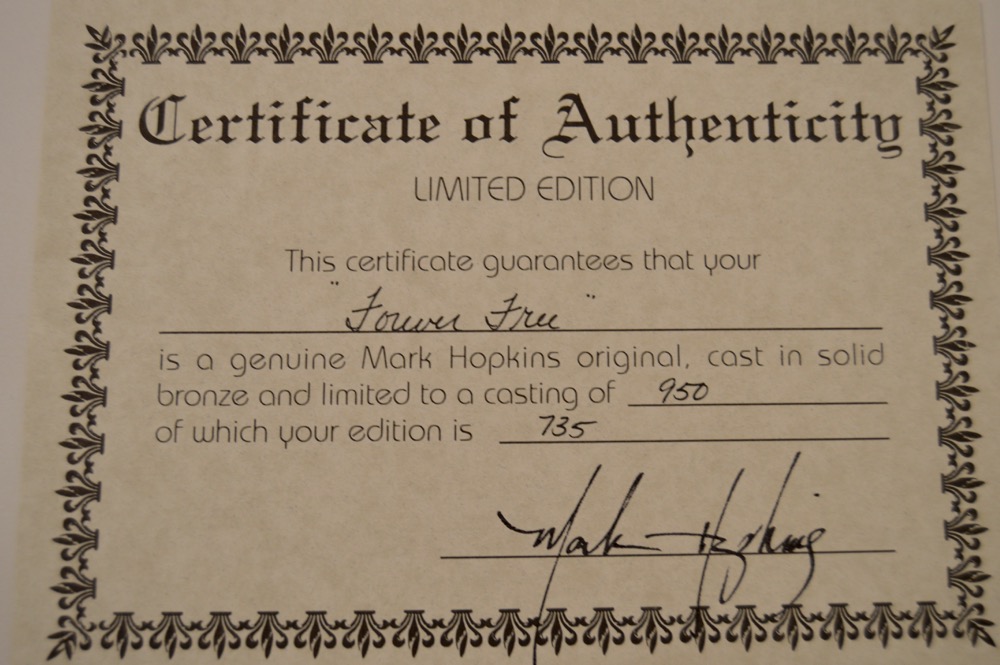 Certificate of Authenticity
LIMITED EDITION
This certificate guarantees that your
"Forever Free"
is a genuine Mark Hopkins original, cast in solid
bronze and limited to a casting of 950
of which your edition is 735
Mark Hopkins